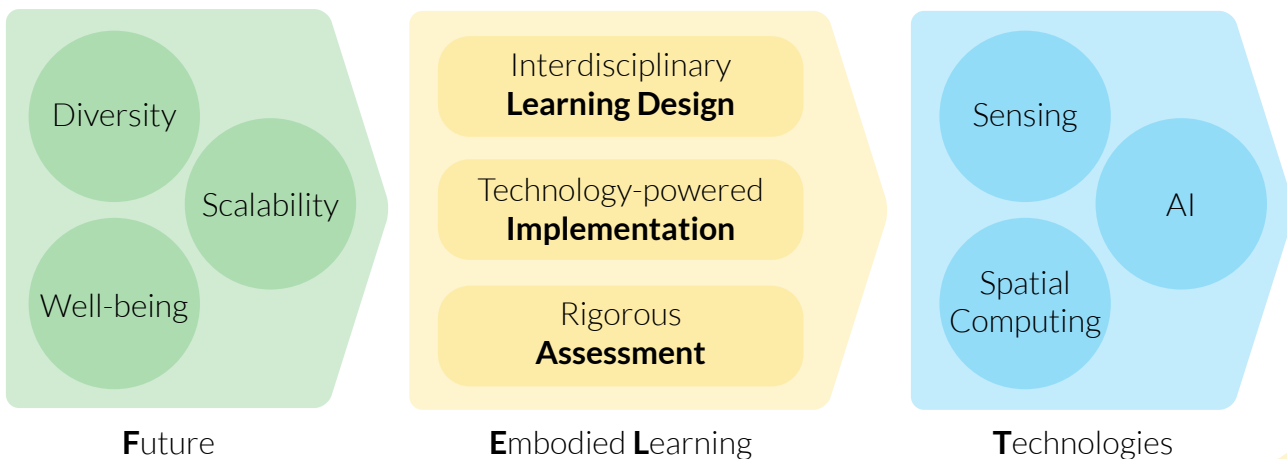 Diversity
Scalability
Well-being
Future
Interdisciplinary
Learning Design
Technology-powered
Implementation
Rigorous
Assessment
Embodied Learning
Sensing
AI
Spatial
Computing
Technologies